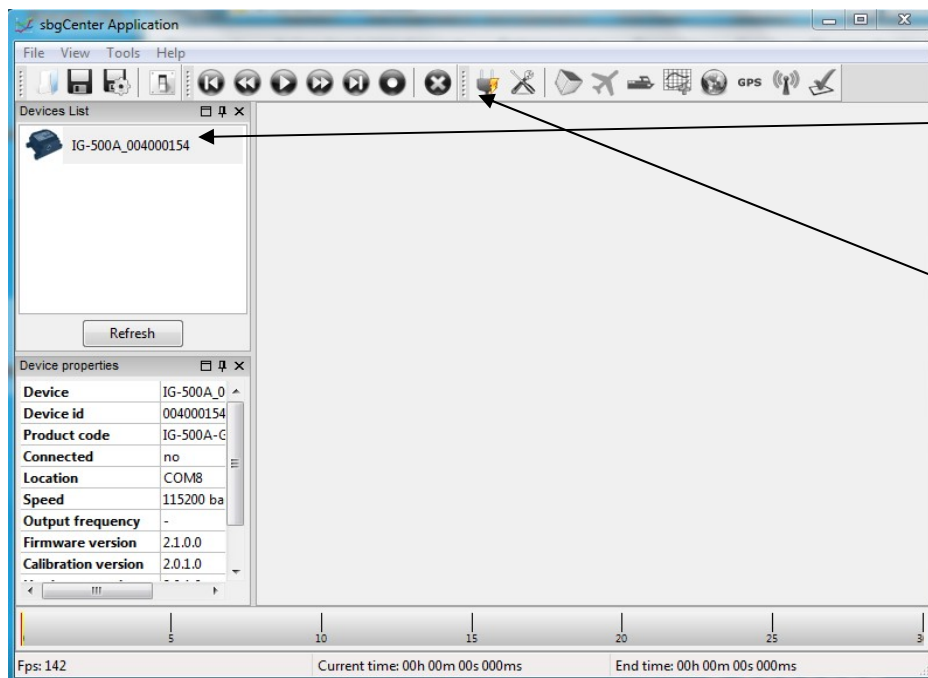 sbgCenter Application
File View Tools Help
GPS
Devices List
IG-500A_004000154
Refresh
Device properties
Device IG-500A_0
Device id 004000154
Product code IG-500A-G
Connected no
Location COM8
Speed 115200 ba
Output frequency -
Firmware version 2.1.0.0
Calibration version 2.0.1.0
5 10 15 20 25
Fps: 142 Current time: 00h 00m 00s 000ms End time: 00h 00m 00s 000ms